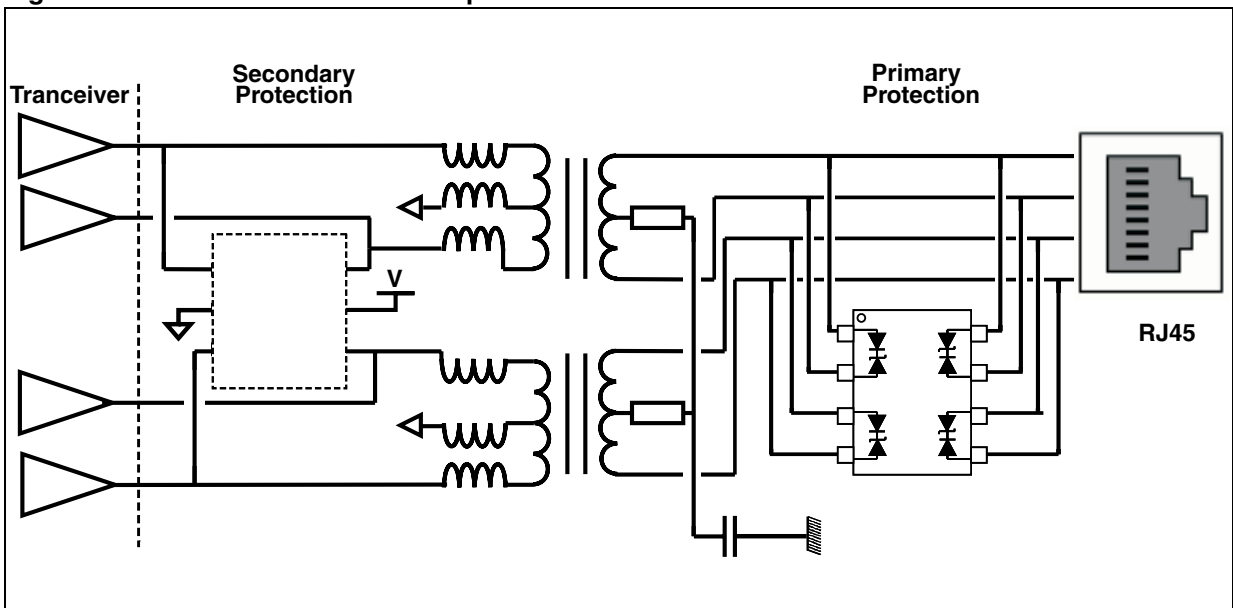 Tranceiver
Secondary
Protection
Primary
Protection
V
RJ45